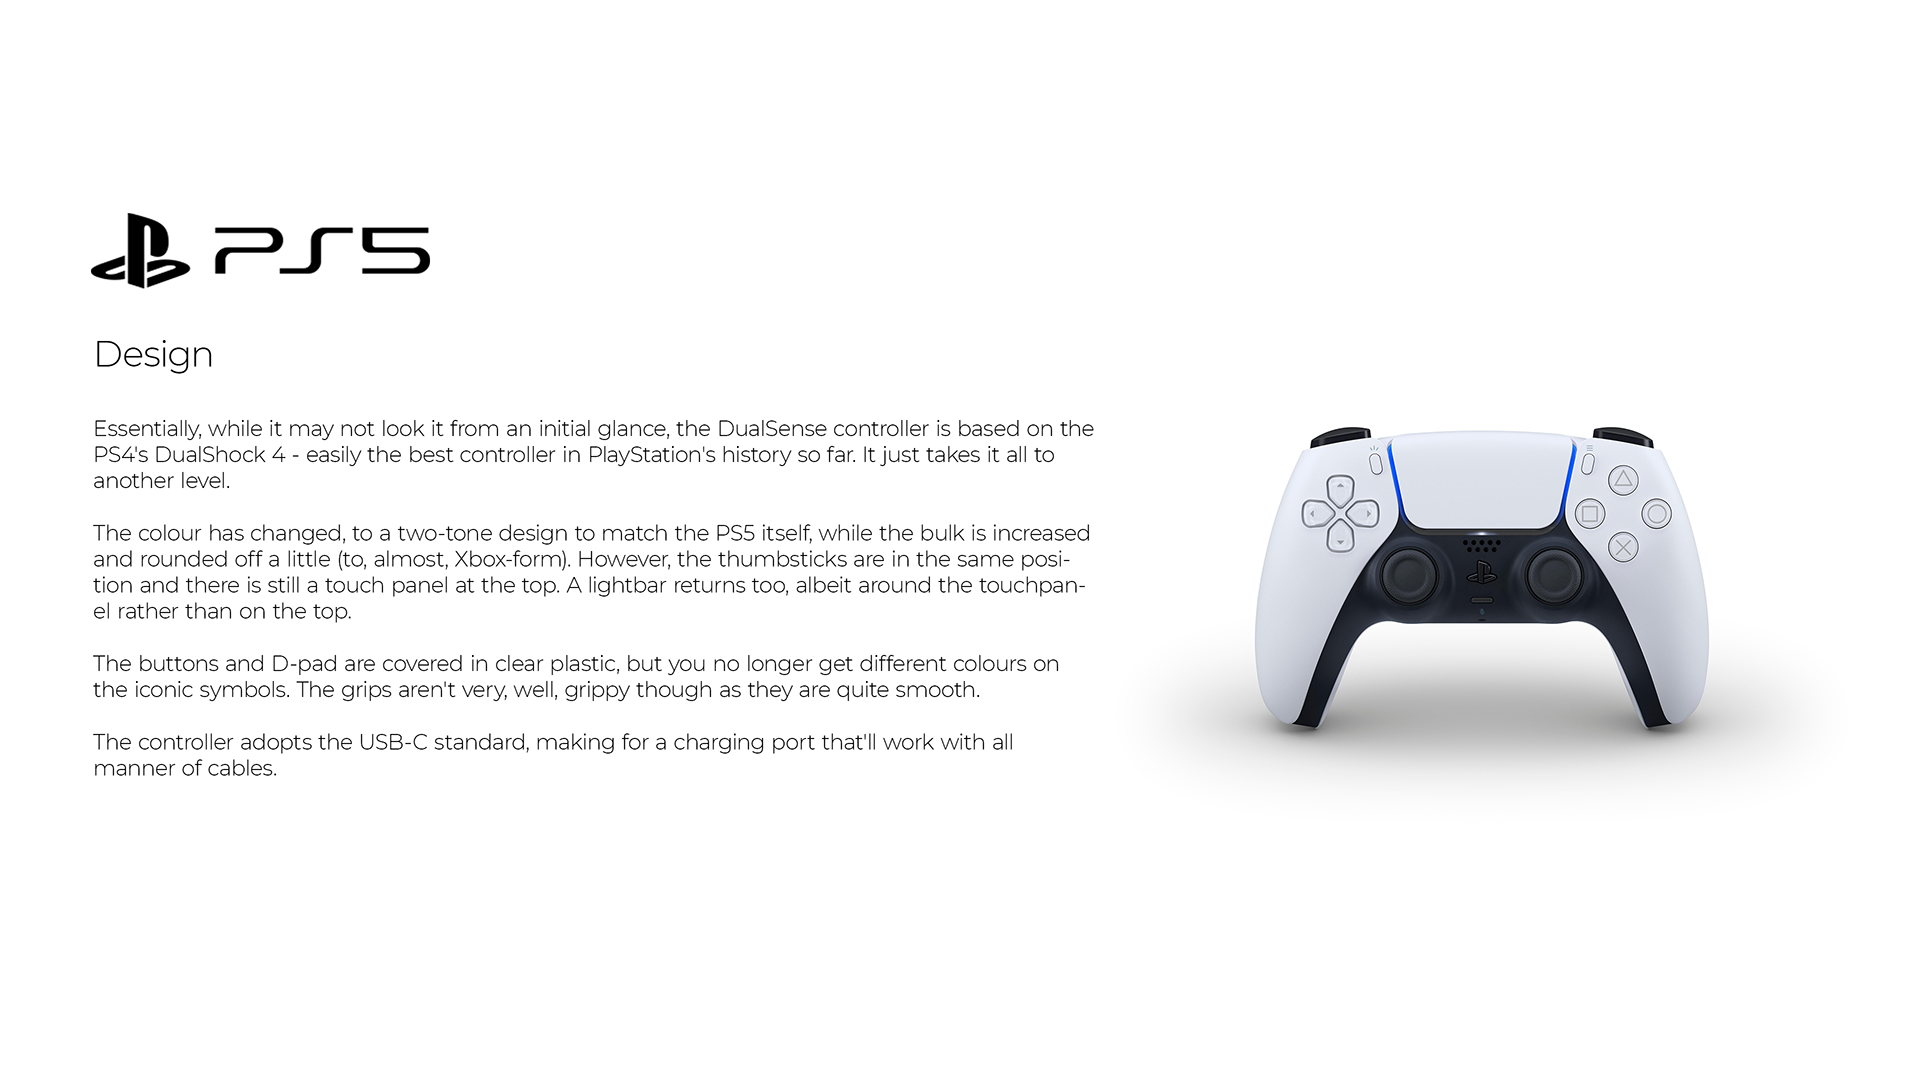 PS5
Design
Essentially, while it may not look it from an initial glance, the DualSense controller is based on the
PS4's DualShock 4 - easily the best controller in PlayStation's history so far. It just takes it all to
another level.
The colour has changed, to a two-tone design to match the PS5 itself, while the bulk is increased
and rounded off a little (to, almost, Xbox-form). However, the thumbsticks are in the same posi-
tion and there is still a touch panel at the top. A lightbar returns too, albeit around the touchpan-
el rather than on the top.
The buttons and D-pad are covered in clear plastic, but you no longer get different colours on
the iconic symbols. The grips aren't very, well, grippy though as they are quite smooth.
The controller adopts the USB-C standard, making for a charging port that'll work with all
manner of cables.